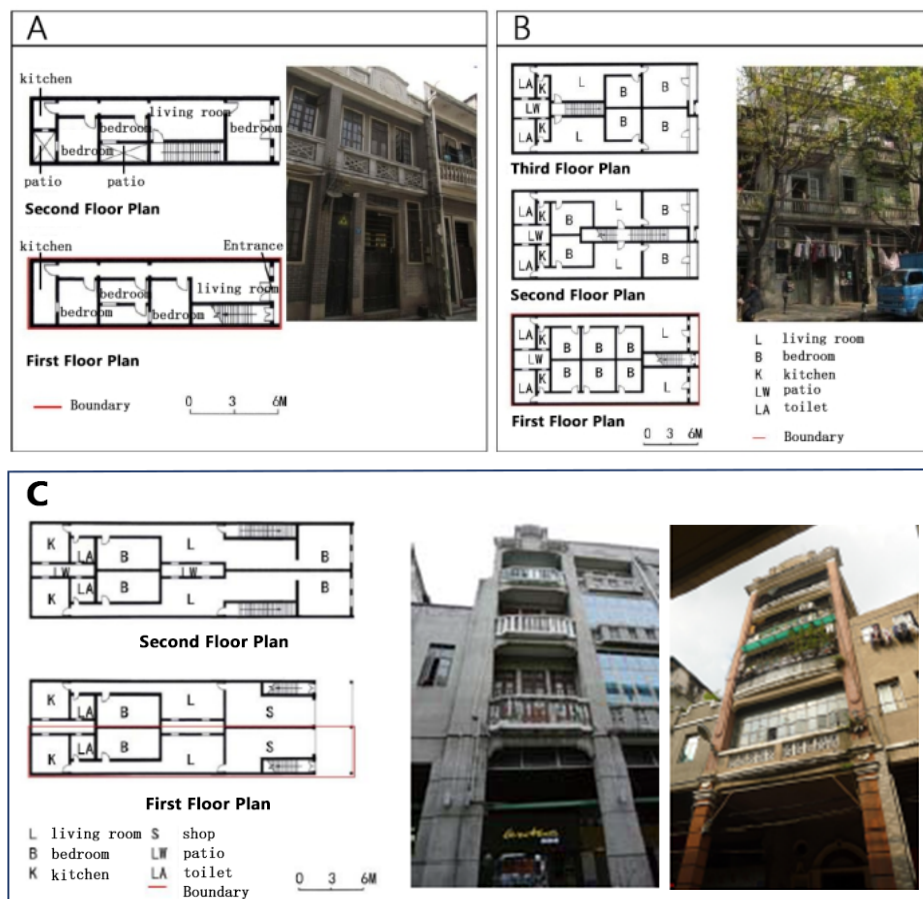 A
kitchen
living room
bedroom
bedroom
bedroom
patio
patio
Second Floor Plan
kitchen
Entrance
living room
bedroom
bedroom
bedroom
First Floor Plan
Boundary
0 3 6M
B
LA K L B B
LW
LA K L B B
Third Floor Plan
LA K B L B
LW
LA K B L B
Second Floor Plan
LA K B B B L
LW
LA K B B B L
First Floor Plan
0 3 6M
L living room
B bedroom
K kitchen
LW patio
LA toilet
Boundary
C
K LA B L B
LW LW
K LA B L B
Second Floor Plan
K LA B L S
K LA B L S
First Floor Plan
L living room S shop
B bedroom LW patio
K kitchen LA toilet
Boundary
0 3 6M